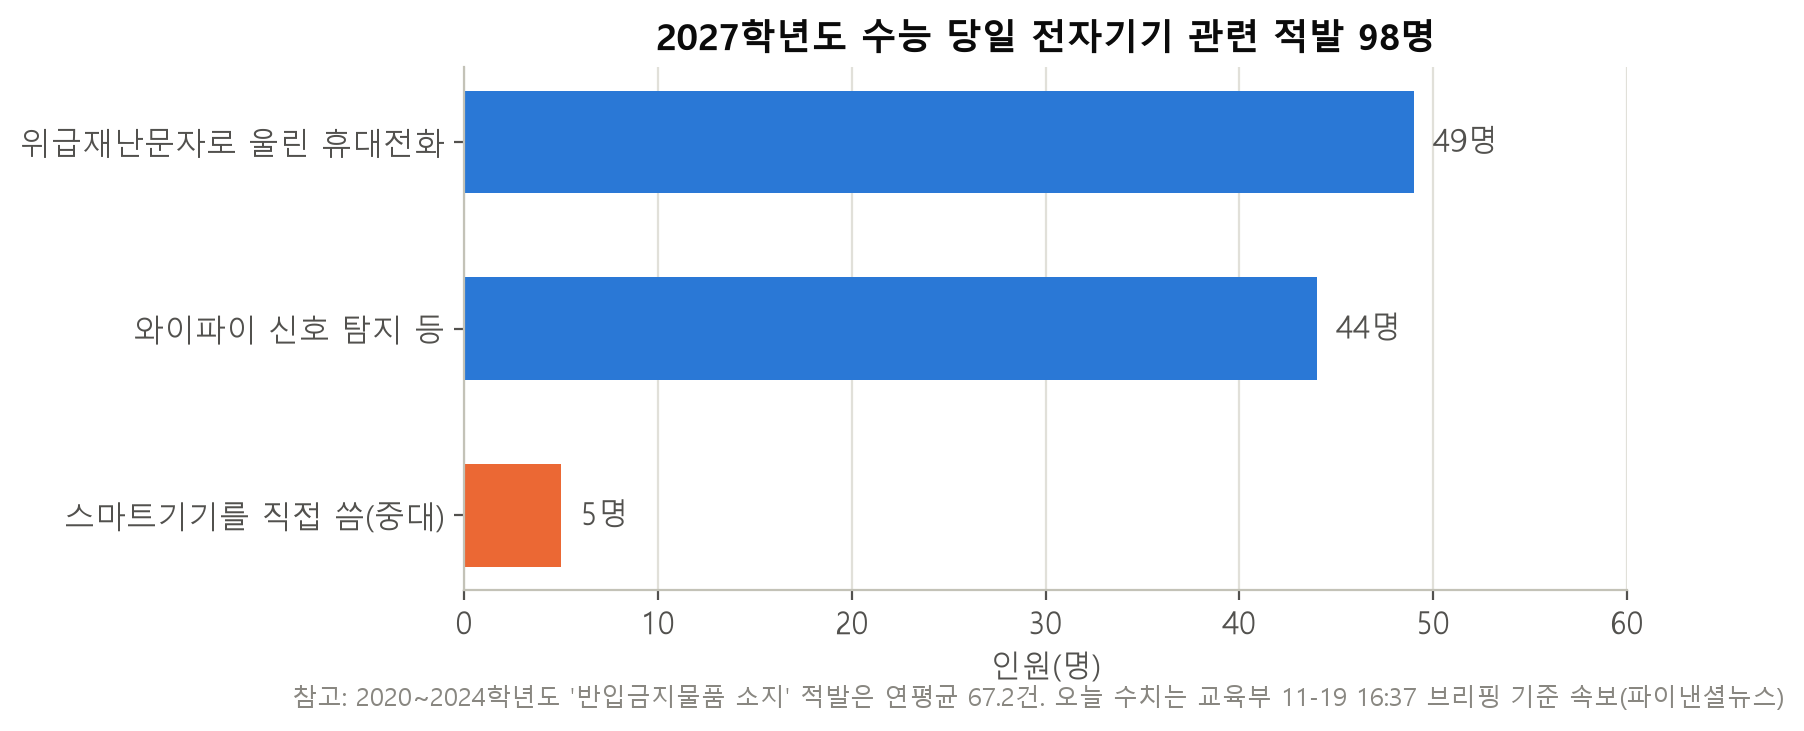 2027학년도 수능 당일 전자기기 관련 적발 98명
위급재난문자로 울린 휴대전화
49명
와이파이 신호 탐지 등
44명
스마트기기를 직접 씀(중대)
5명
0 10 20 30 40 50 60
인원(명)
참고: 2020~2024학년도 '반입금지물품 소지' 적발은 연평균 67.2건. 오늘 수치는 교육부 11-19 16:37 브리핑 기준 속보(파이낸셜뉴스)